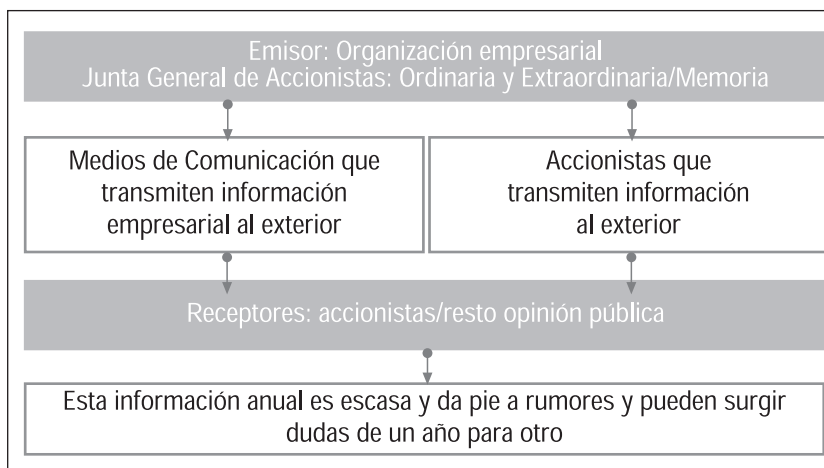 Emisor: Organización empresarial
Junta General de Accionistas: Ordinaria y Extraordinaria/Memoria
Medios de Comunicación que
transmiten información
empresarial al exterior
Accionistas que
transmiten información
al exterior
Receptores: accionistas/resto opinión pública
Esta información anual es escasa y da pie a rumores y pueden surgir
dudas de un año para otro